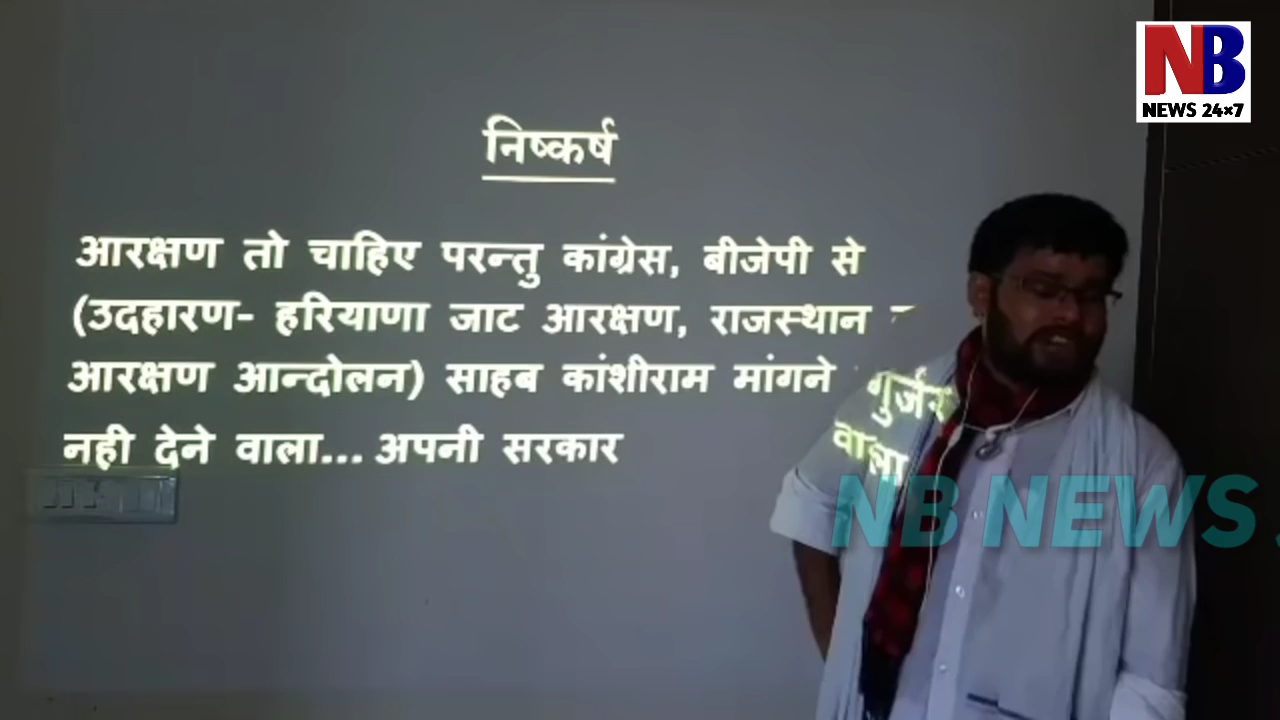 NB
NEWS 24×7
निष्कर्ष
आरक्षण तो चाहिए परन्तु कांग्रेस, बीजेपी से
(उदहारण- हरियाणा जाट आरक्षण, राजस्थान गुर्जर
आरक्षण आन्दोलन) साहब कांशीराम मांगने वाला
नही देने वाला... अपनी सरकार
NB NEWS